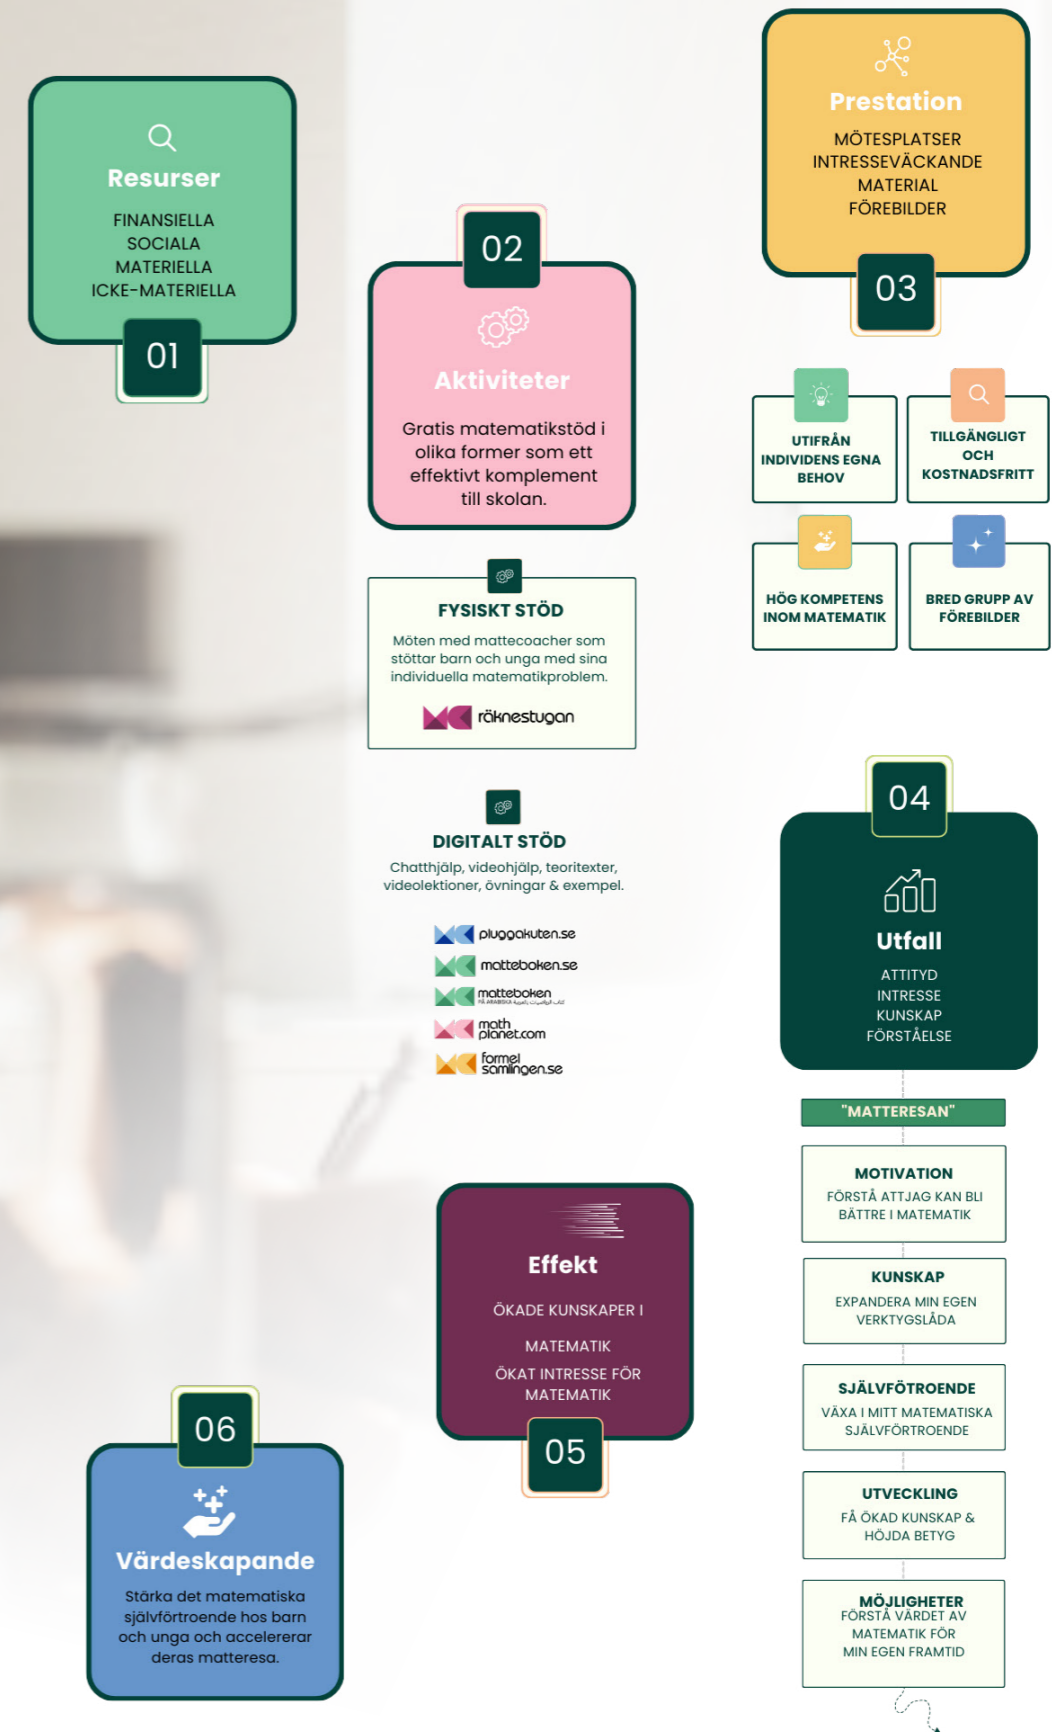 Resurser
FINANSIELLA
SOCIALA
MATERIELLA
ICKE-MATERIELLA
01
02
Aktiviteter
Gratis matematikstöd i
olika former som ett
effektivt komplement
till skolan.
FYSISKT STÖD
Möten med mattecoacher som
stöttar barn och unga med sina
individuella matematikproblem.
räknestugan
DIGITALT STÖD
Chatthjälp, videohjälp, teoritexter,
videolektioner, övningar & exempel.
pluggakuten.se
matteboken.se
matteboken
PÅ ARABISKA
math
planet.com
formel
samlingen.se
Prestation
MÖTESPLATSER
INTRESSEVÄCKANDE
MATERIAL
FÖREBILDER
03
UTIFRÅN
INDIVIDENS EGNA
BEHOV
TILLGÄNGLIGT
OCH
KOSTNADSFRITT
HÖG KOMPETENS
INOM MATEMATIK
BRED GRUPP AV
FÖREBILDER
04
Utfall
ATTITYD
INTRESSE
KUNSKAP
FÖRSTÅELSE
"MATTERESAN"
MOTIVATION
FÖRSTÅ ATTJAG KAN BLI
BÄTTRE I MATEMATIK
KUNSKAP
EXPANDERA MIN EGEN
VERKTYGSLÅDA
SJÄLVFÖTROENDE
VÄXA I MITT MATEMATISKA
SJÄLVFÖRTROENDE
UTVECKLING
FÅ ÖKAD KUNSKAP &
HÖJDA BETYG
MÖJLIGHETER
FÖRSTÅ VÄRDET AV
MATEMATIK FÖR
MIN EGEN FRAMTID
Effekt
ÖKADE KUNSKAPER I
MATEMATIK
ÖKAT INTRESSE FÖR
MATEMATIK
05
06
Värdeskapande
Stärka det matematiska
självförtroende hos barn
och unga och accelererar
deras matteresa.